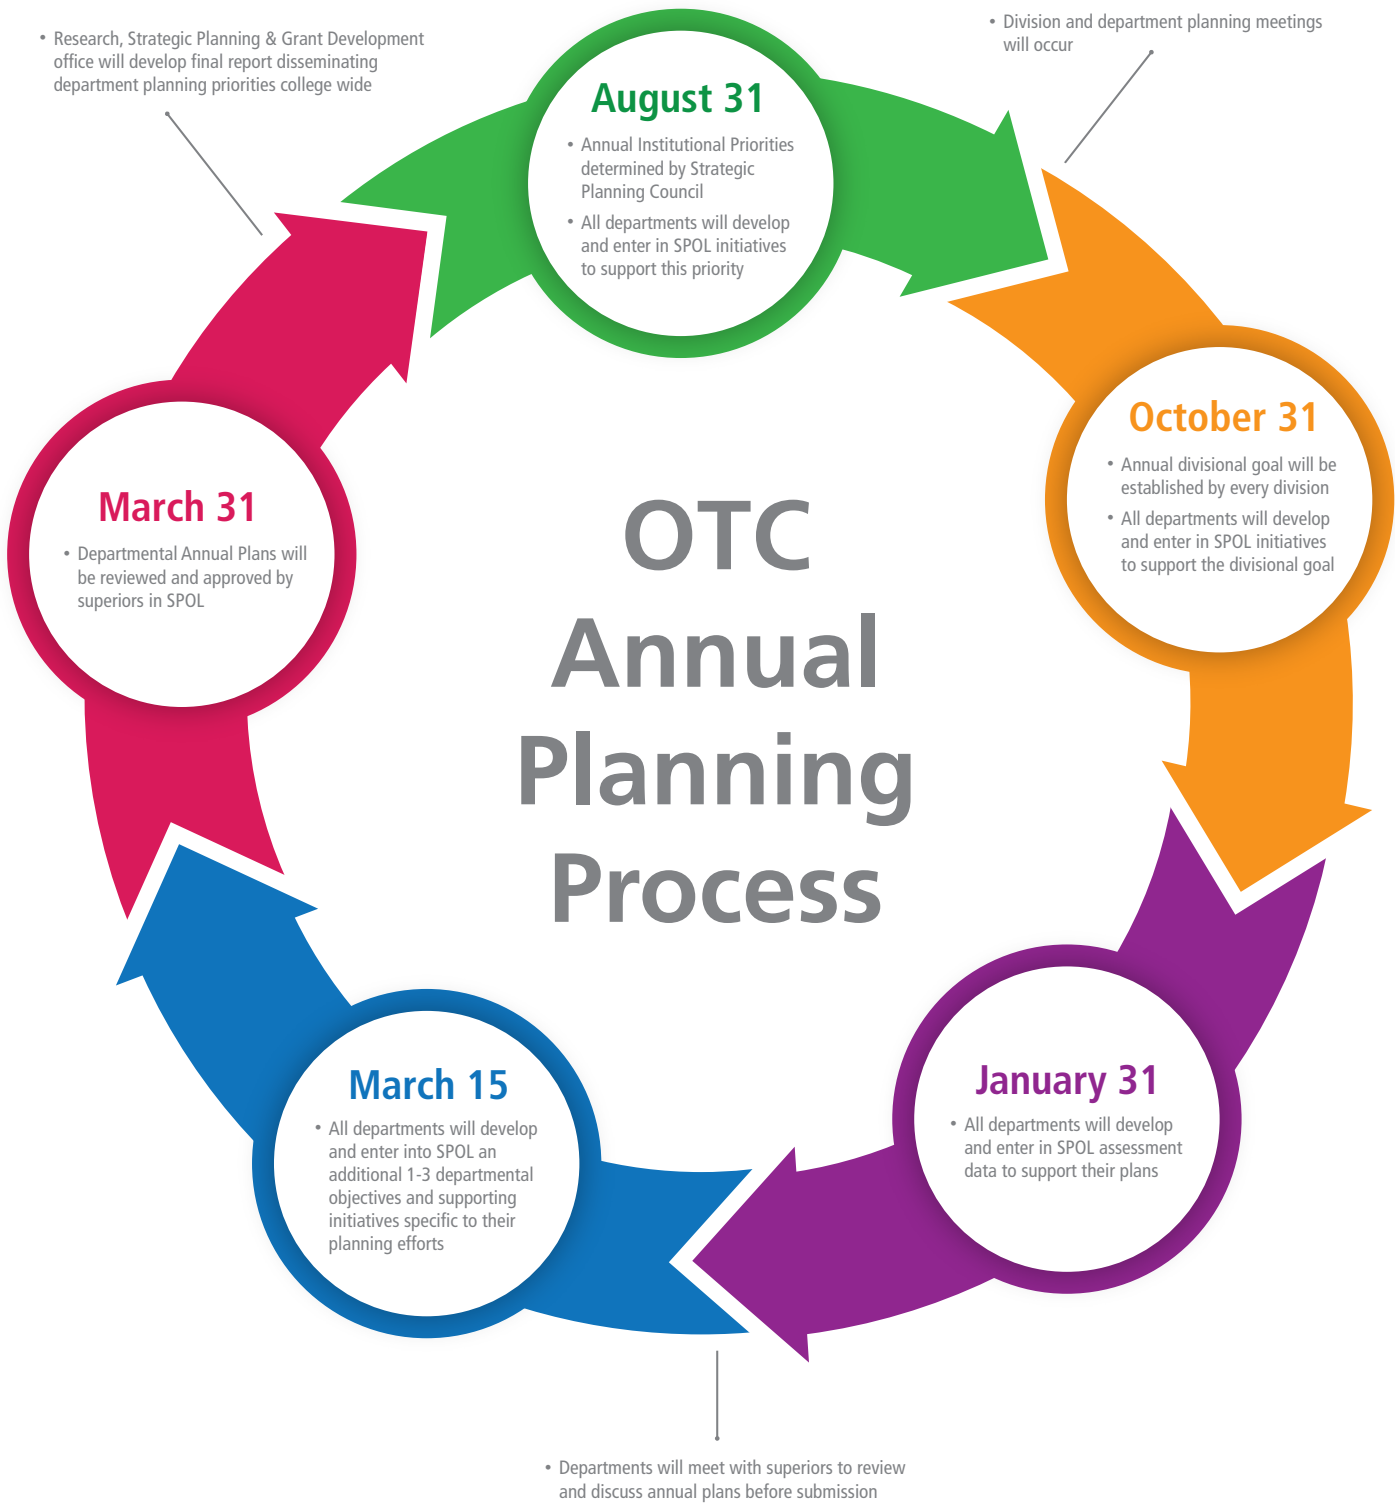 • Research, Strategic Planning & Grant Development
office will develop final report disseminating
department planning priorities college wide
• Division and department planning meetings
will occur
August 31
• Annual Institutional Priorities
determined by Strategic
Planning Council
• All departments will develop
and enter in SPOL initiatives
to support this priority
October 31
• Annual divisional goal will be
established by every division
• All departments will develop
and enter in SPOL initiatives
to support the divisional goal
March 31
• Departmental Annual Plans will
be reviewed and approved by
superiors in SPOL
OTC
Annual
Planning
Process
January 31
• All departments will develop
and enter in SPOL assessment
data to support their plans
March 15
• All departments will develop
and enter into SPOL an
additional 1-3 departmental
objectives and supporting
initiatives specific to their
planning efforts
• Departments will meet with superiors to review
and discuss annual plans before submission